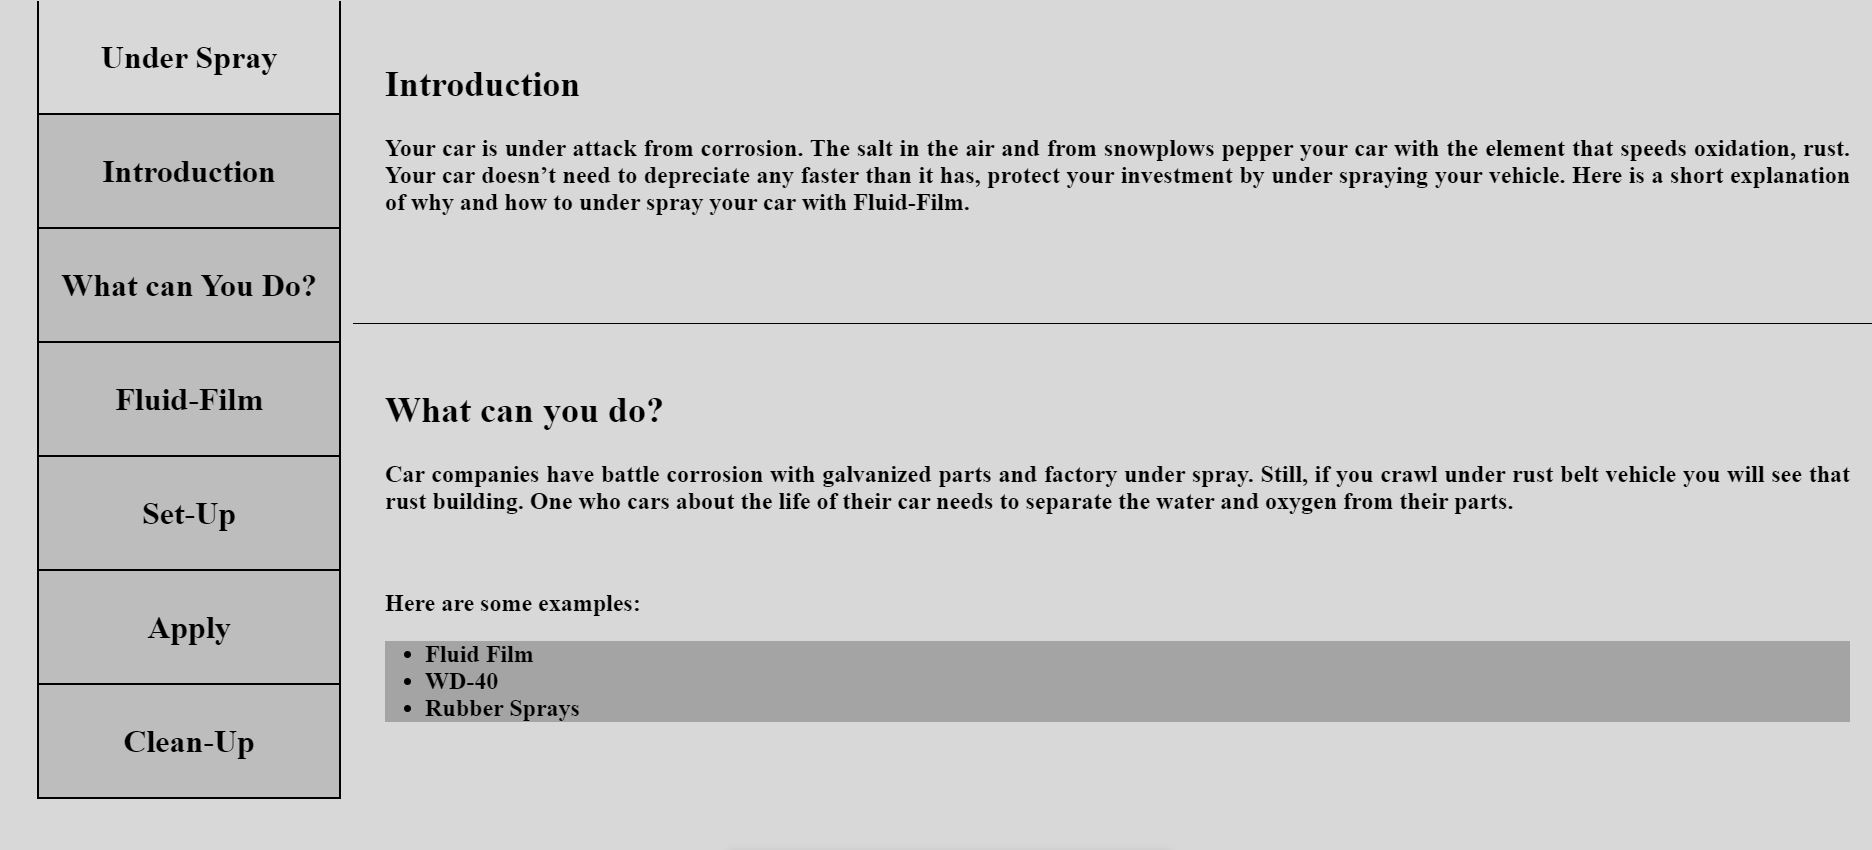 Under Spray
Introduction
What can You Do?
Fluid-Film
Set-Up
Apply
Clean-Up
Introduction
Your car is under attack from corrosion. The salt in the air and from snowplows pepper your car with the element that speeds oxidation, rust.
Your car doesn’t need to depreciate any faster than it has, protect your investment by under spraying your vehicle. Here is a short explanation
of why and how to under spray your car with Fluid-Film.
What can you do?
Car companies have battle corrosion with galvanized parts and factory under spray. Still, if you crawl under rust belt vehicle you will see that
rust building. One who cars about the life of their car needs to separate the water and oxygen from their parts.
Here are some examples:
• Fluid Film
• WD-40
• Rubber Sprays